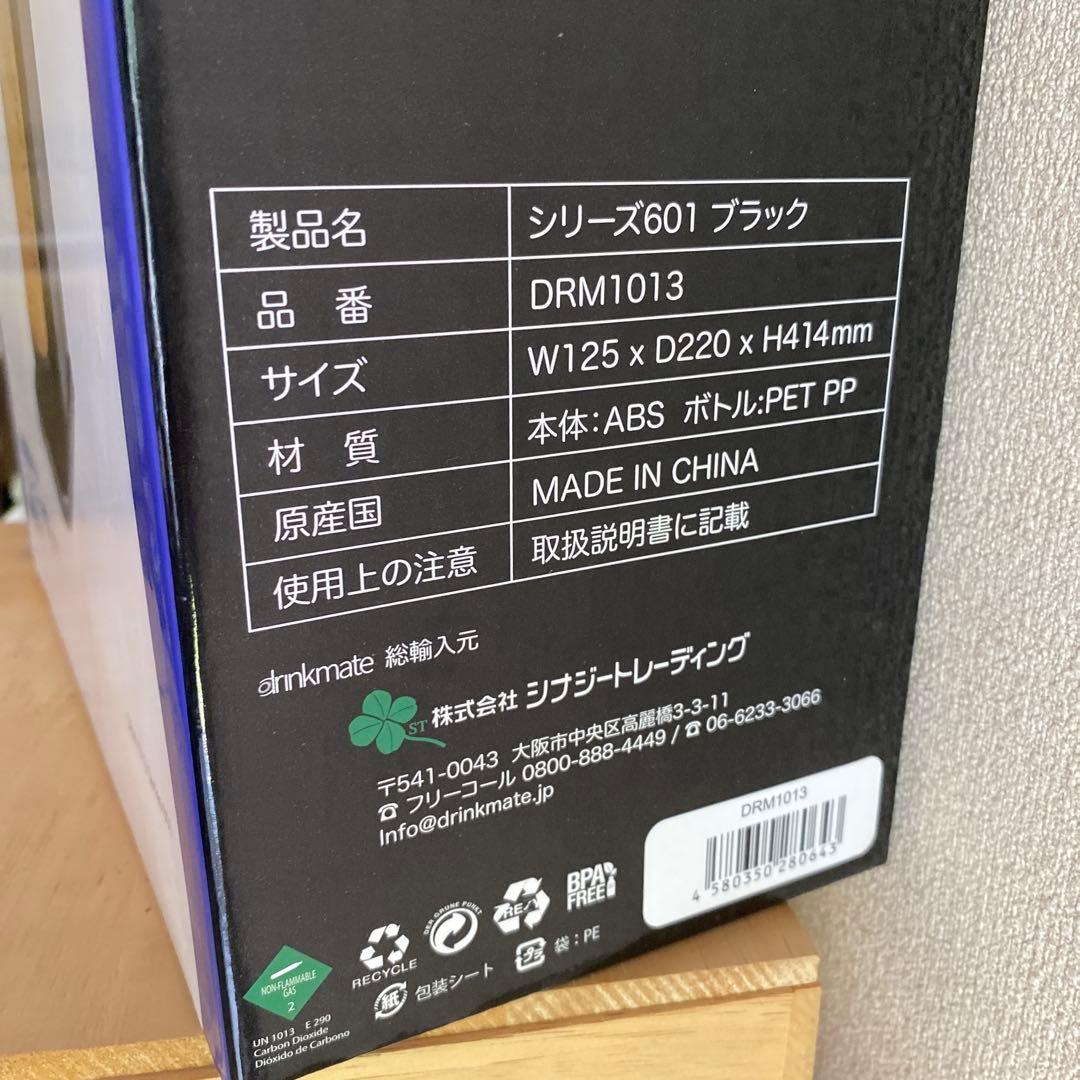 製品名 シリーズ601 ブラック
品 番 DRM1013
サイズ W125 x D220 x H414mm
材 質 本体:ABS ボトル:PET PP
原産国 MADE IN CHINA
使用上の注意 取扱説明書に記載
drinkmate 総輸入元
ST 株式会社 シナジートレーディング
〒541-0043 大阪市中央区高麗橋3-3-11
☎ フリーコール 0800-888-4449 / ☎ 06-6233-3066
Info@drinkmate.jp
DRM1013
4 580350 280643
NON-FLAMMABLE
GAS
2
UN 1013 E 290
Carbon Dioxide
Dióxido de Carbono
RECYCLE
DER GRÜNE PUNKT
RE
BPA
FREE
紙 包装シート
プラ 袋:PE